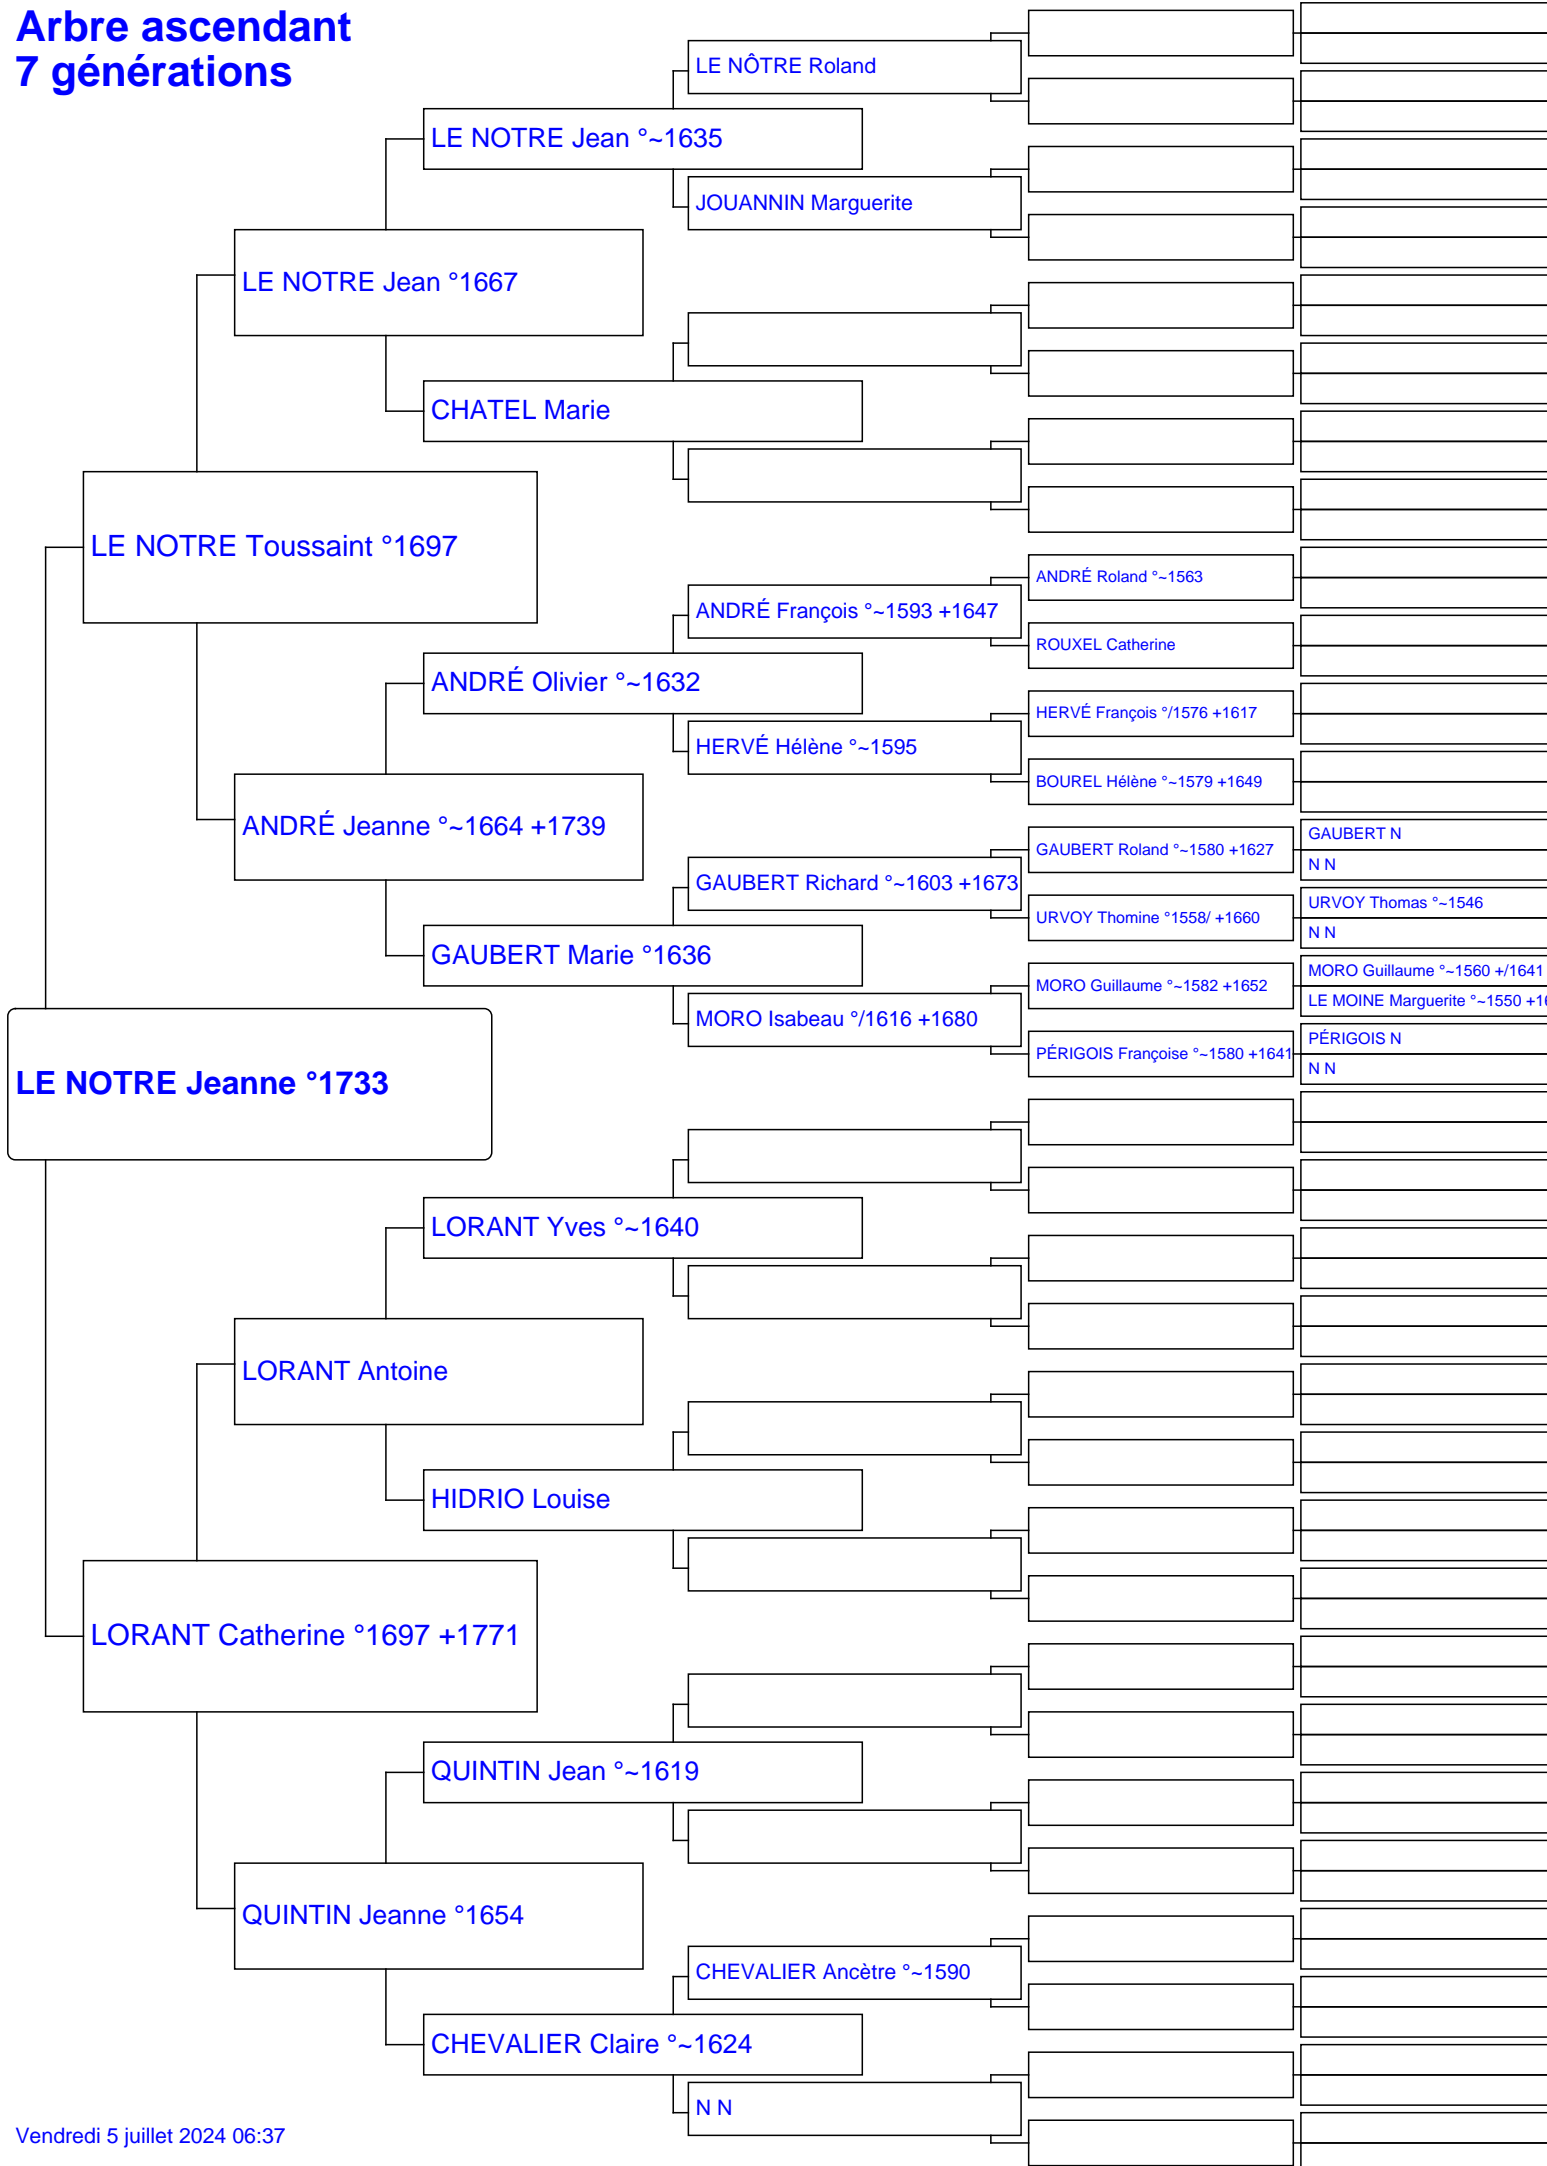 Arbre ascendant
7 générations
LE NÔTRE Roland
LE NOTRE Jean °~1635
JOUANNIN Marguerite
LE NOTRE Jean °1667
CHATEL Marie
LE NOTRE Toussaint °1697
ANDRÉ Roland °~1563
ANDRÉ François °~1593 +1647
ROUXEL Catherine
ANDRÉ Olivier °~1632
HERVÉ François °/1576 +1617
HERVÉ Hélène °~1595
BOUREL Hélène °~1579 +1649
ANDRÉ Jeanne °~1664 +1739
GAUBERT N
GAUBERT Roland °~1580 +1627
N N
GAUBERT Richard °~1603 +1673
URVOY Thomas °~1546
URVOY Thomine °1558/ +1660
N N
GAUBERT Marie °1636
MORO Guillaume °~1560 +/1641
MORO Guillaume °~1582 +1652
LE MOINE Marguerite °~1550 +1
MORO Isabeau °/1616 +1680
PÉRIGOIS N
PÉRIGOIS Françoise °~1580 +1641
N N
LE NOTRE Jeanne °1733
LORANT Yves °~1640
LORANT Antoine
HIDRIO Louise
LORANT Catherine °1697 +1771
QUINTIN Jean °~1619
QUINTIN Jeanne °1654
CHEVALIER Ancètre °~1590
CHEVALIER Claire °~1624
N N
Vendredi 5 juillet 2024 06:37